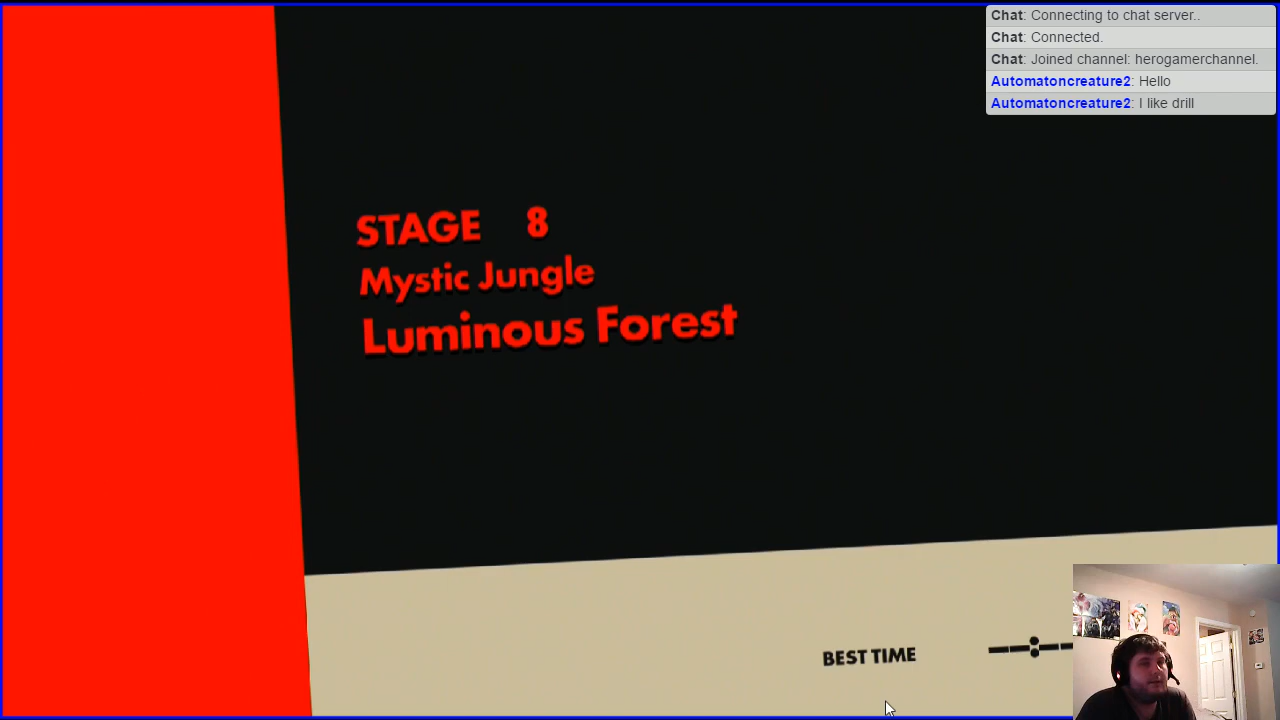 Chat: Connecting to chat server..
Chat: Connected.
Chat: Joined channel: herogamerchannel.
Automatoncreature2: Hello
Automatoncreature2: I like drill
STAGE 8
Mystic Jungle
Luminous Forest
BEST TIME --:--